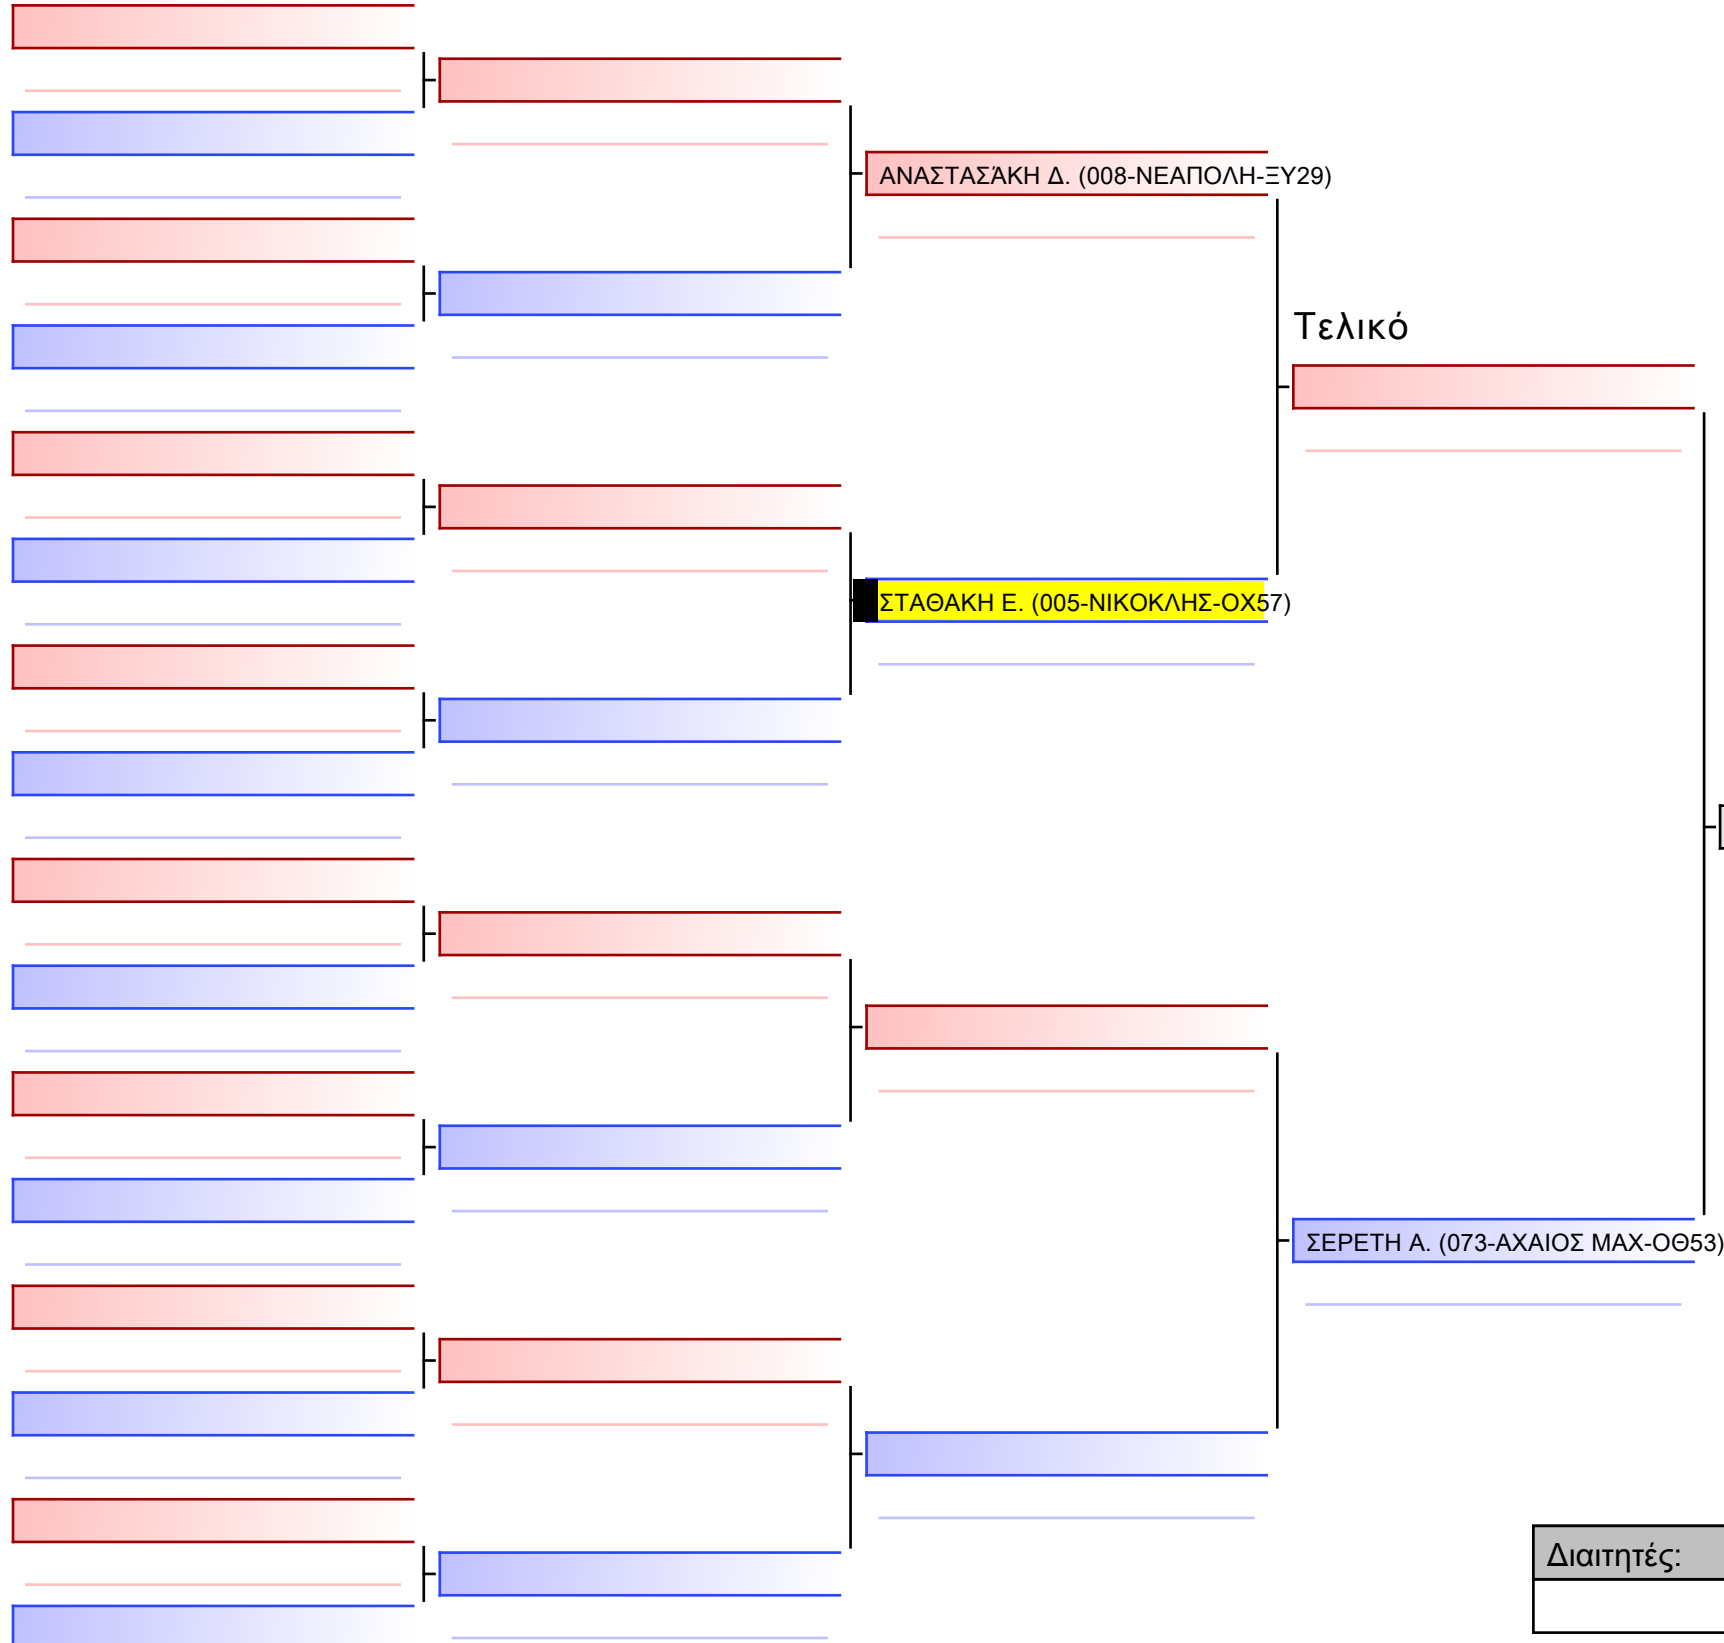 ΑΝΑΣΤΑΣΆΚΗ Δ. (008-ΝΕΑΠΟΛΗ-ΞΥ29)
Τελικό
ΣΤΑΘΑΚΗ Ε. (005-ΝΙΚΟΚΛΗΣ-ΟΧ57)
ΣΕΡΕΤΗ Α. (073-ΑΧΑΙΟΣ ΜΑΧ-ΟΘ53)
Διαιτητές: